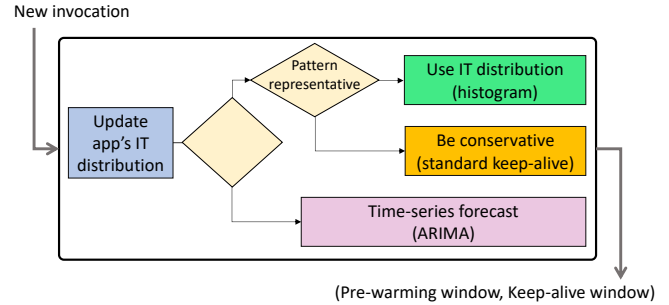 New invocation
Pattern
representative
Use IT distribution
(histogram)
Update
app's IT
distribution
Be conservative
(standard keep-alive)
Time-series forecast
(ARIMA)
(Pre-warming window, Keep-alive window)